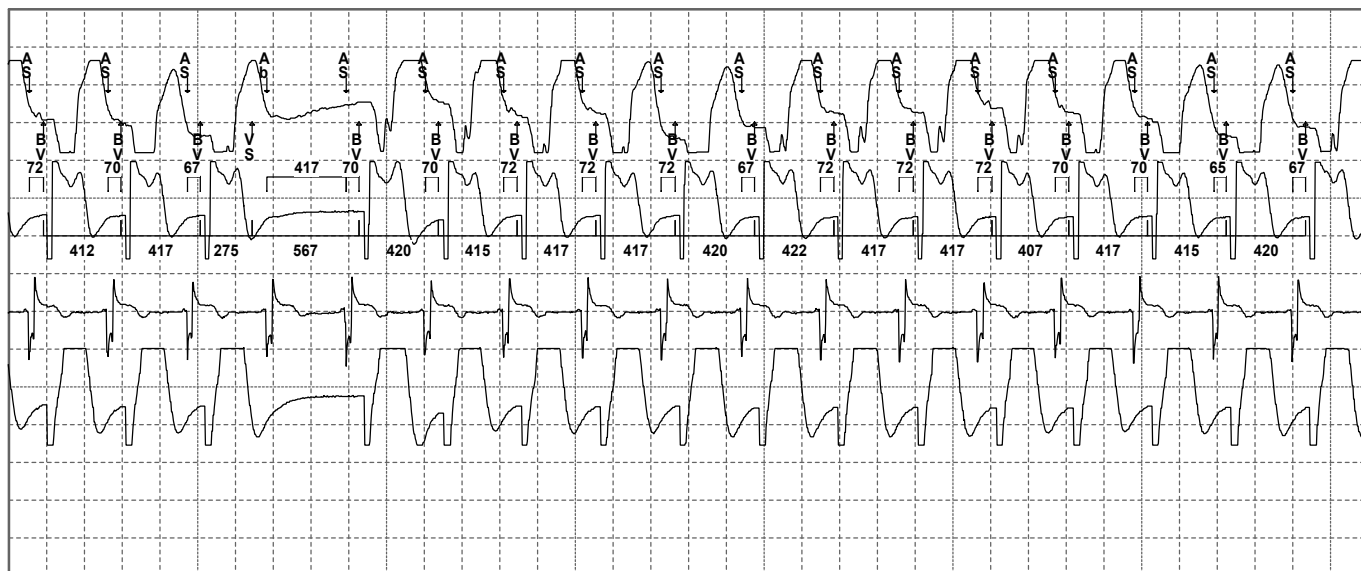 AS AS AS Ab AS AS AS AS AS AS AS AS AS AS AS AS AS
BV BV BV VS BV BV BV BV BV BV BV BV BV BV BV BV BV
72 70 67 417 70 70 72 72 72 67 72 72 72 70 70 65 67
412 417 275 567 420 415 417 417 420 422 417 417 407 417 415 420